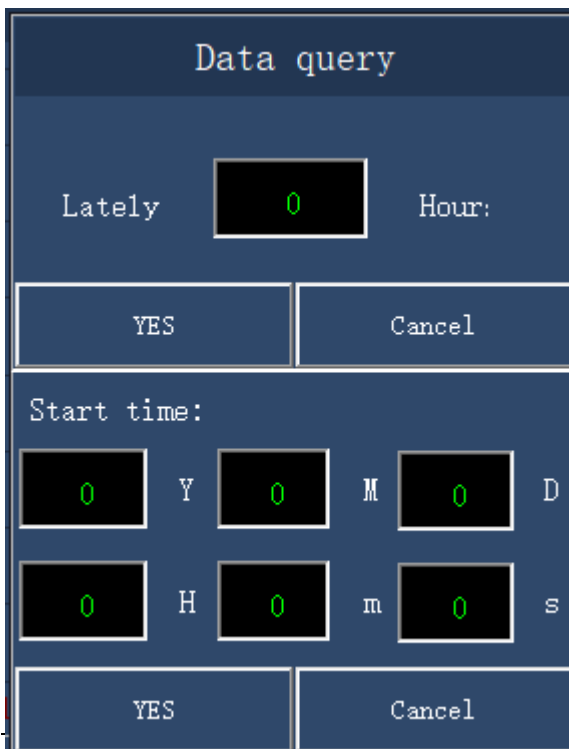 Data query
Lately 0 Hour:
YES Cancel
Start time:
0 Y 0 M 0 D
0 H 0 m 0 s
YES Cancel